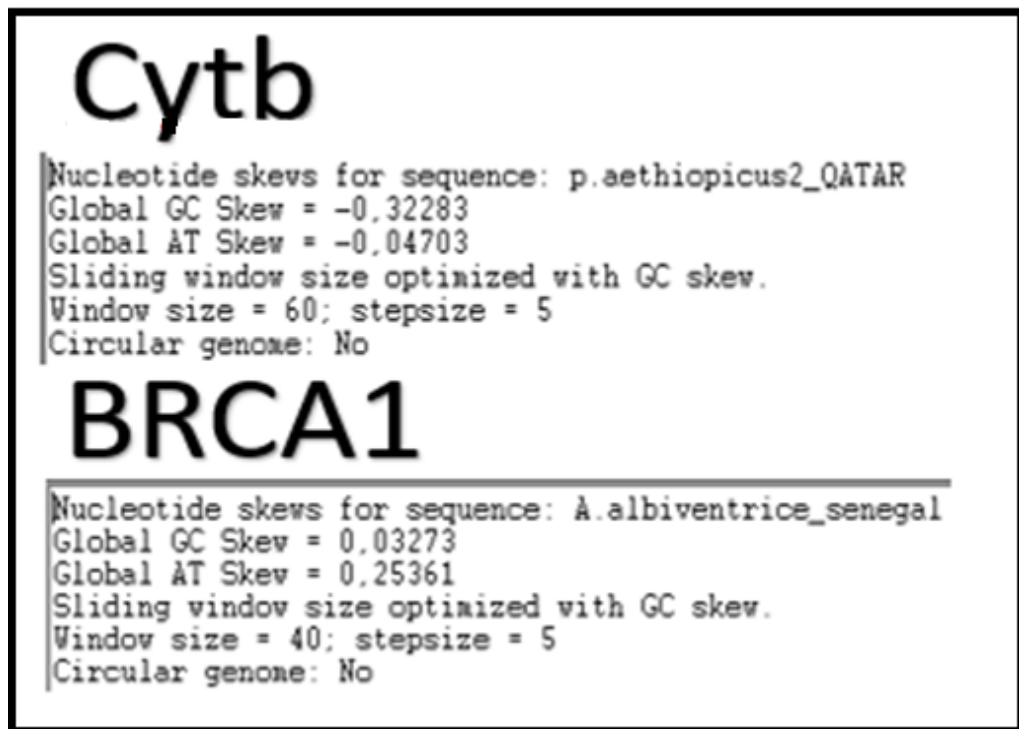 Cytb
Nucleotide skews for sequence: p.aethiopicus2_QATAR
Global GC Skew = -0,32283
Global AT Skew = -0,04703
Sliding window size optimized with GC skew.
Window size = 60; stepsize = 5
Circular genome: No
BRCA1
Nucleotide skews for sequence: A.albiventrice_senegal
Global GC Skew = 0,03273
Global AT Skew = 0,25361
Sliding window size optimized with GC skew.
Window size = 40; stepsize = 5
Circular genome: No